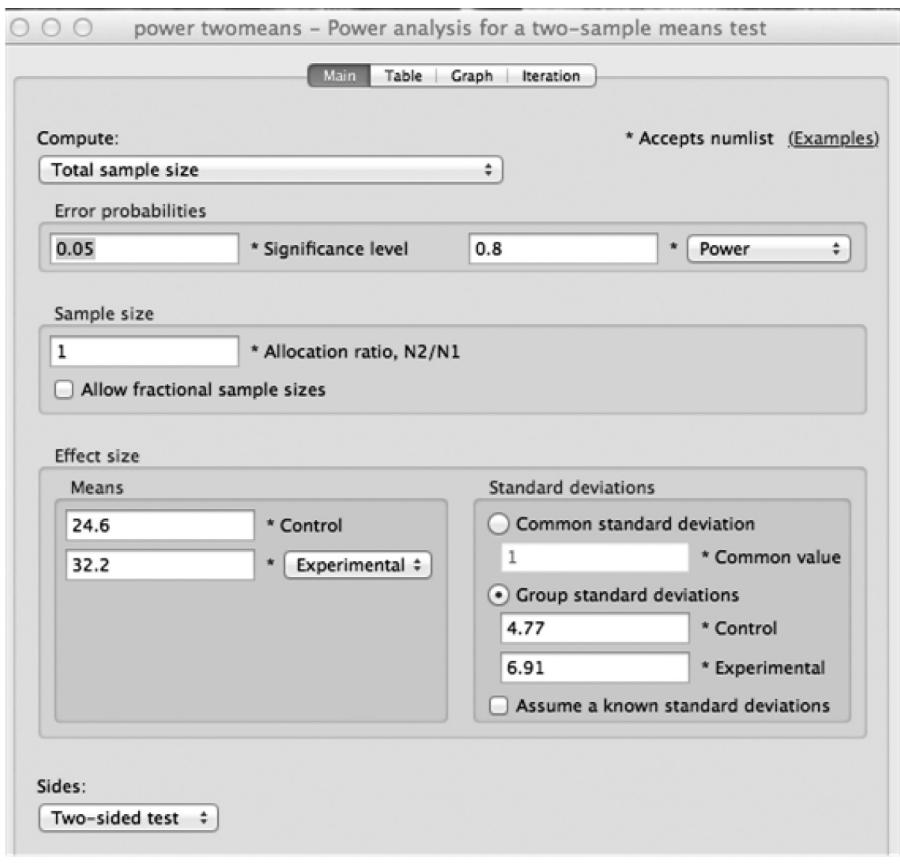 power twomeans – Power analysis for a two-sample means test
Main Table Graph Iteration
Compute: * Accepts numlist (Examples)
Total sample size
Error probabilities
0.05 * Significance level 0.8 * Power
Sample size
1 * Allocation ratio, N2/N1
Allow fractional sample sizes
Effect size
Means
24.6 * Control
32.2 * Experimental
Standard deviations
Common standard deviation
1 * Common value
Group standard deviations
4.77 * Control
6.91 * Experimental
Assume a known standard deviations
Sides:
Two-sided test